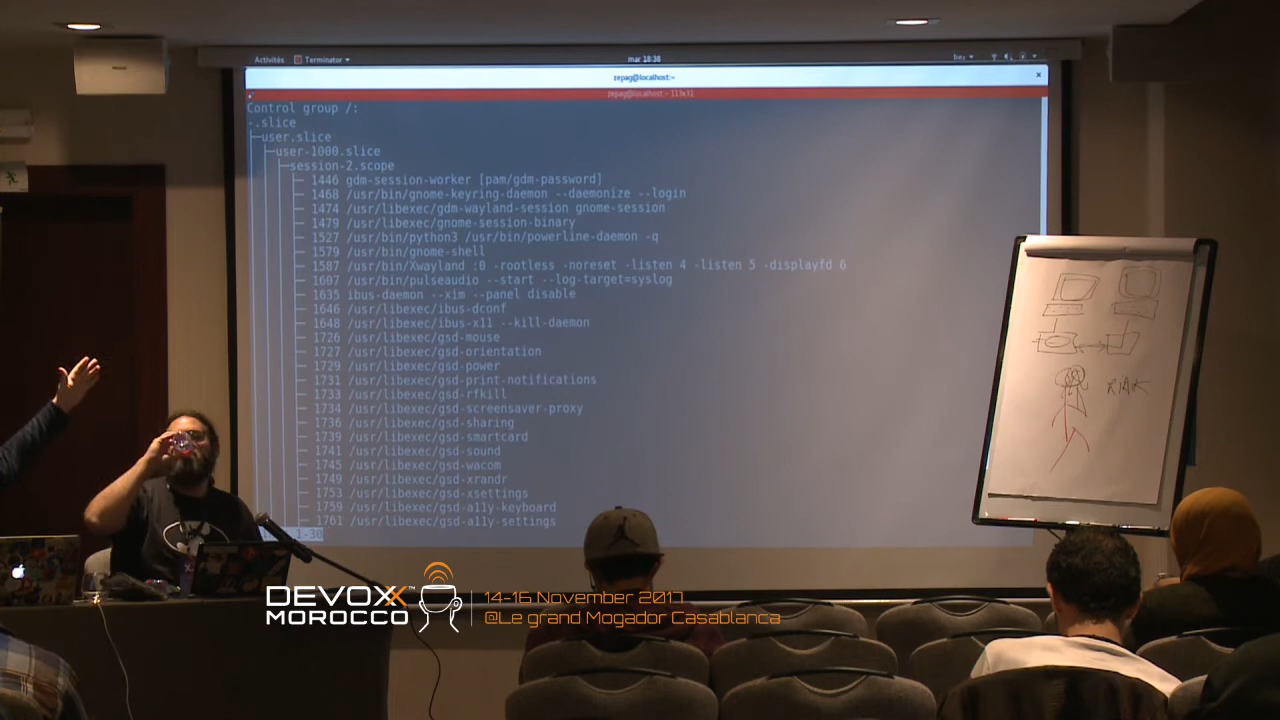 Activités Terminator mar 18:38
zepag@localhost:~
zepag@localhost:~ 113x31
Control group /:
-.slice
├─user.slice
│ ├─user-1000.slice
│ │ ├─session-2.scope
│ │ │ ├─ 1446 gdm-session-worker [pam/gdm-password]
│ │ │ ├─ 1468 /usr/bin/gnome-keyring-daemon --daemonize --login
│ │ │ ├─ 1474 /usr/libexec/gdm-wayland-session gnome-session
│ │ │ ├─ 1479 /usr/libexec/gnome-session-binary
│ │ │ ├─ 1527 /usr/bin/python3 /usr/bin/powerline-daemon -q
│ │ │ ├─ 1579 /usr/bin/gnome-shell
│ │ │ ├─ 1587 /usr/bin/Xwayland :0 -rootless -noreset -listen 4 -listen 5 -displayfd 6
│ │ │ ├─ 1607 /usr/bin/pulseaudio --start --log-target=syslog
│ │ │ ├─ 1635 ibus-daemon --xim --panel disable
│ │ │ ├─ 1646 /usr/libexec/ibus-dconf
│ │ │ ├─ 1648 /usr/libexec/ibus-x11 --kill-daemon
│ │ │ ├─ 1726 /usr/libexec/gsd-mouse
│ │ │ ├─ 1727 /usr/libexec/gsd-orientation
│ │ │ ├─ 1729 /usr/libexec/gsd-power
│ │ │ ├─ 1731 /usr/libexec/gsd-print-notifications
│ │ │ ├─ 1733 /usr/libexec/gsd-rfkill
│ │ │ ├─ 1734 /usr/libexec/gsd-screensaver-proxy
│ │ │ ├─ 1736 /usr/libexec/gsd-sharing
│ │ │ ├─ 1739 /usr/libexec/gsd-smartcard
│ │ │ ├─ 1741 /usr/libexec/gsd-sound
│ │ │ ├─ 1745 /usr/libexec/gsd-wacom
│ │ │ ├─ 1749 /usr/libexec/gsd-xrandr
│ │ │ ├─ 1753 /usr/libexec/gsd-xsettings
│ │ │ ├─ 1759 /usr/libexec/gsd-a11y-keyboard
│ │ │ ├─ 1761 /usr/libexec/gsd-a11y-settings
1-30
RIAK
DEVOXX™
MOROCCO
14-16 November 2017
@Le grand Mogador Casablanca